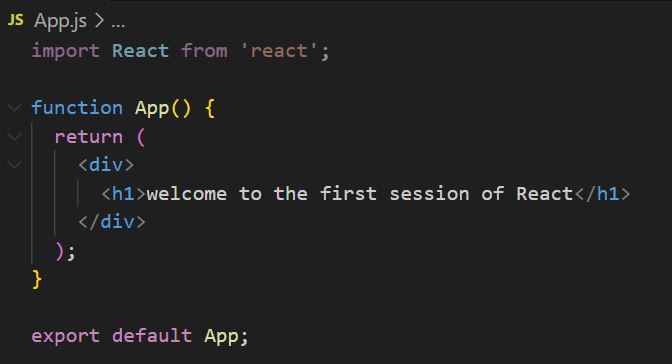 JS App.js > ...
import React from 'react';
function App() {
return (
<div>
<h1>welcome to the first session of React</h1>
</div>
);
}
export default App;